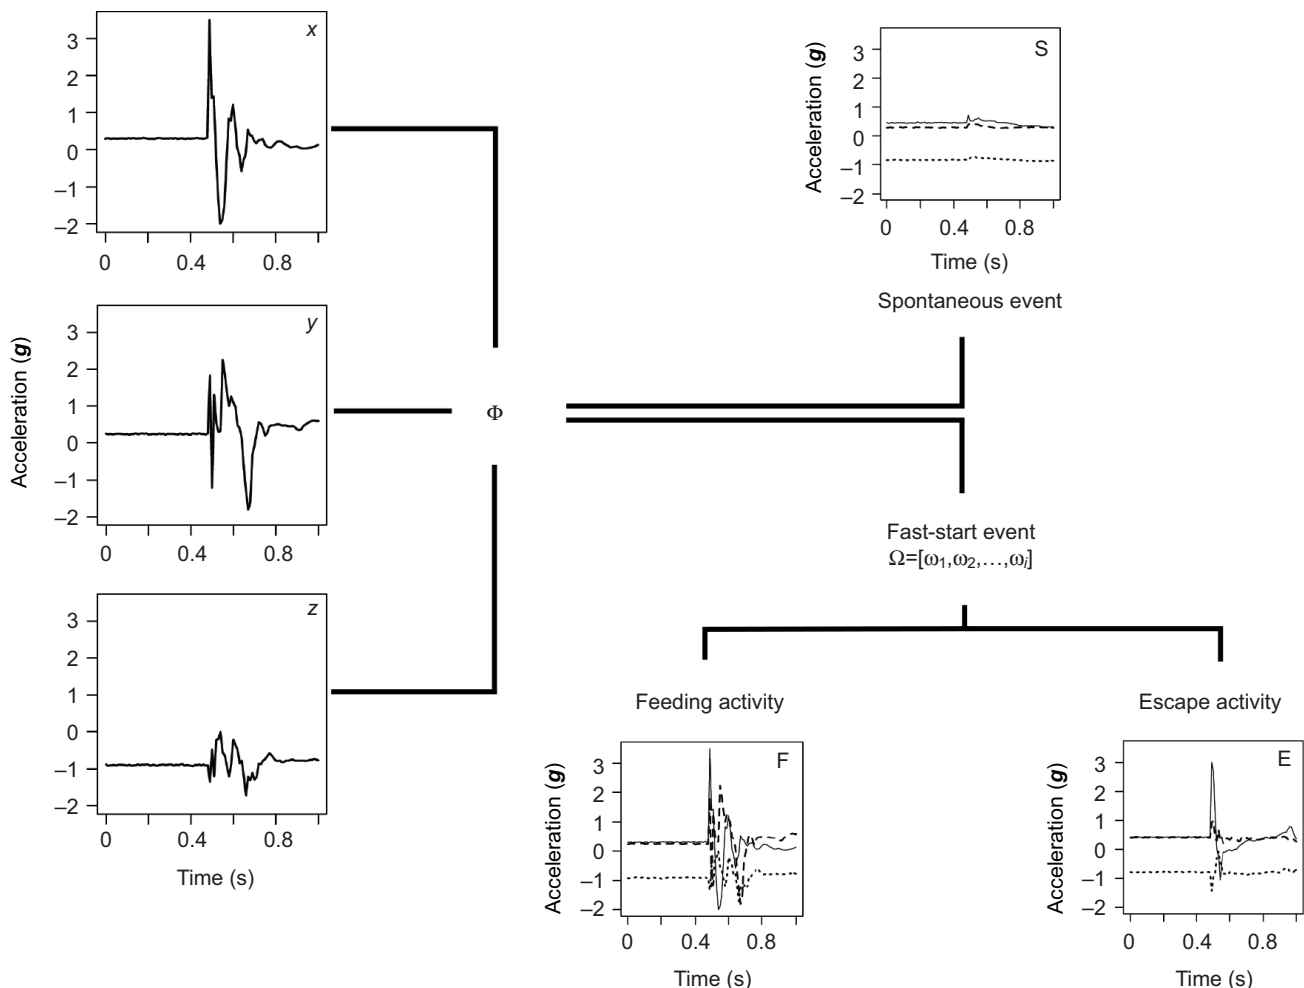 x
3
2
1
0
–1
–2
0
0.4
0.8
y
Acceleration (g)
3
2
1
0
–1
–2
0
0.4
0.8
z
3
2
1
0
–1
–2
0
0.4
0.8
Time (s)
Φ
S
Acceleration (g)
3
2
1
0
–1
–2
0
0.4
0.8
Time (s)
Spontaneous event
Fast-start event
Ω=[ω₁,ω₂,…,ωᵢ]
Feeding activity
F
Acceleration (g)
3
2
1
0
–1
–2
0
0.4
0.8
Time (s)
Escape activity
E
Acceleration (g)
3
2
1
0
–1
–2
0
0.4
0.8
Time (s)